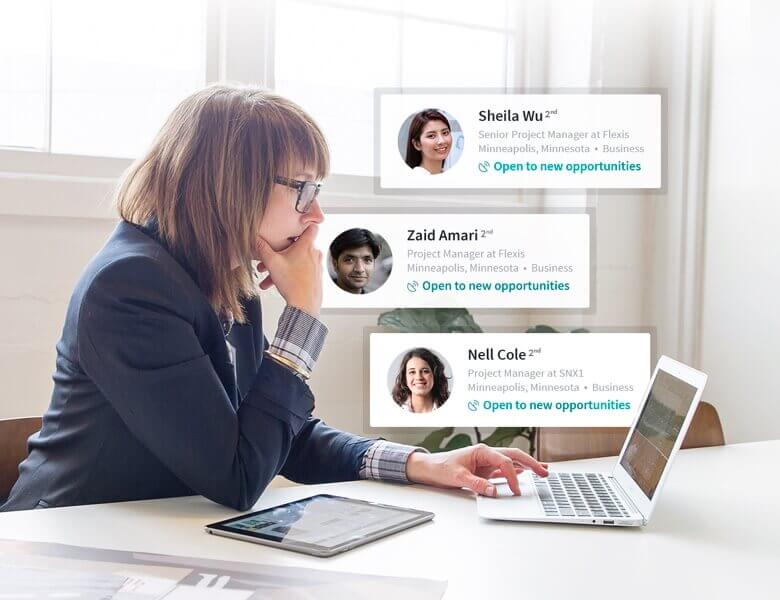 Sheila Wu 2nd
Senior Project Manager at Flexis
Minneapolis, Minnesota • Business
Open to new opportunities
Zaid Amari 2nd
Project Manager at Flexis
Minneapolis, Minnesota • Business
Open to new opportunities
Nell Cole 2nd
Project Manager at SNX1
Minneapolis, Minnesota • Business
Open to new opportunities